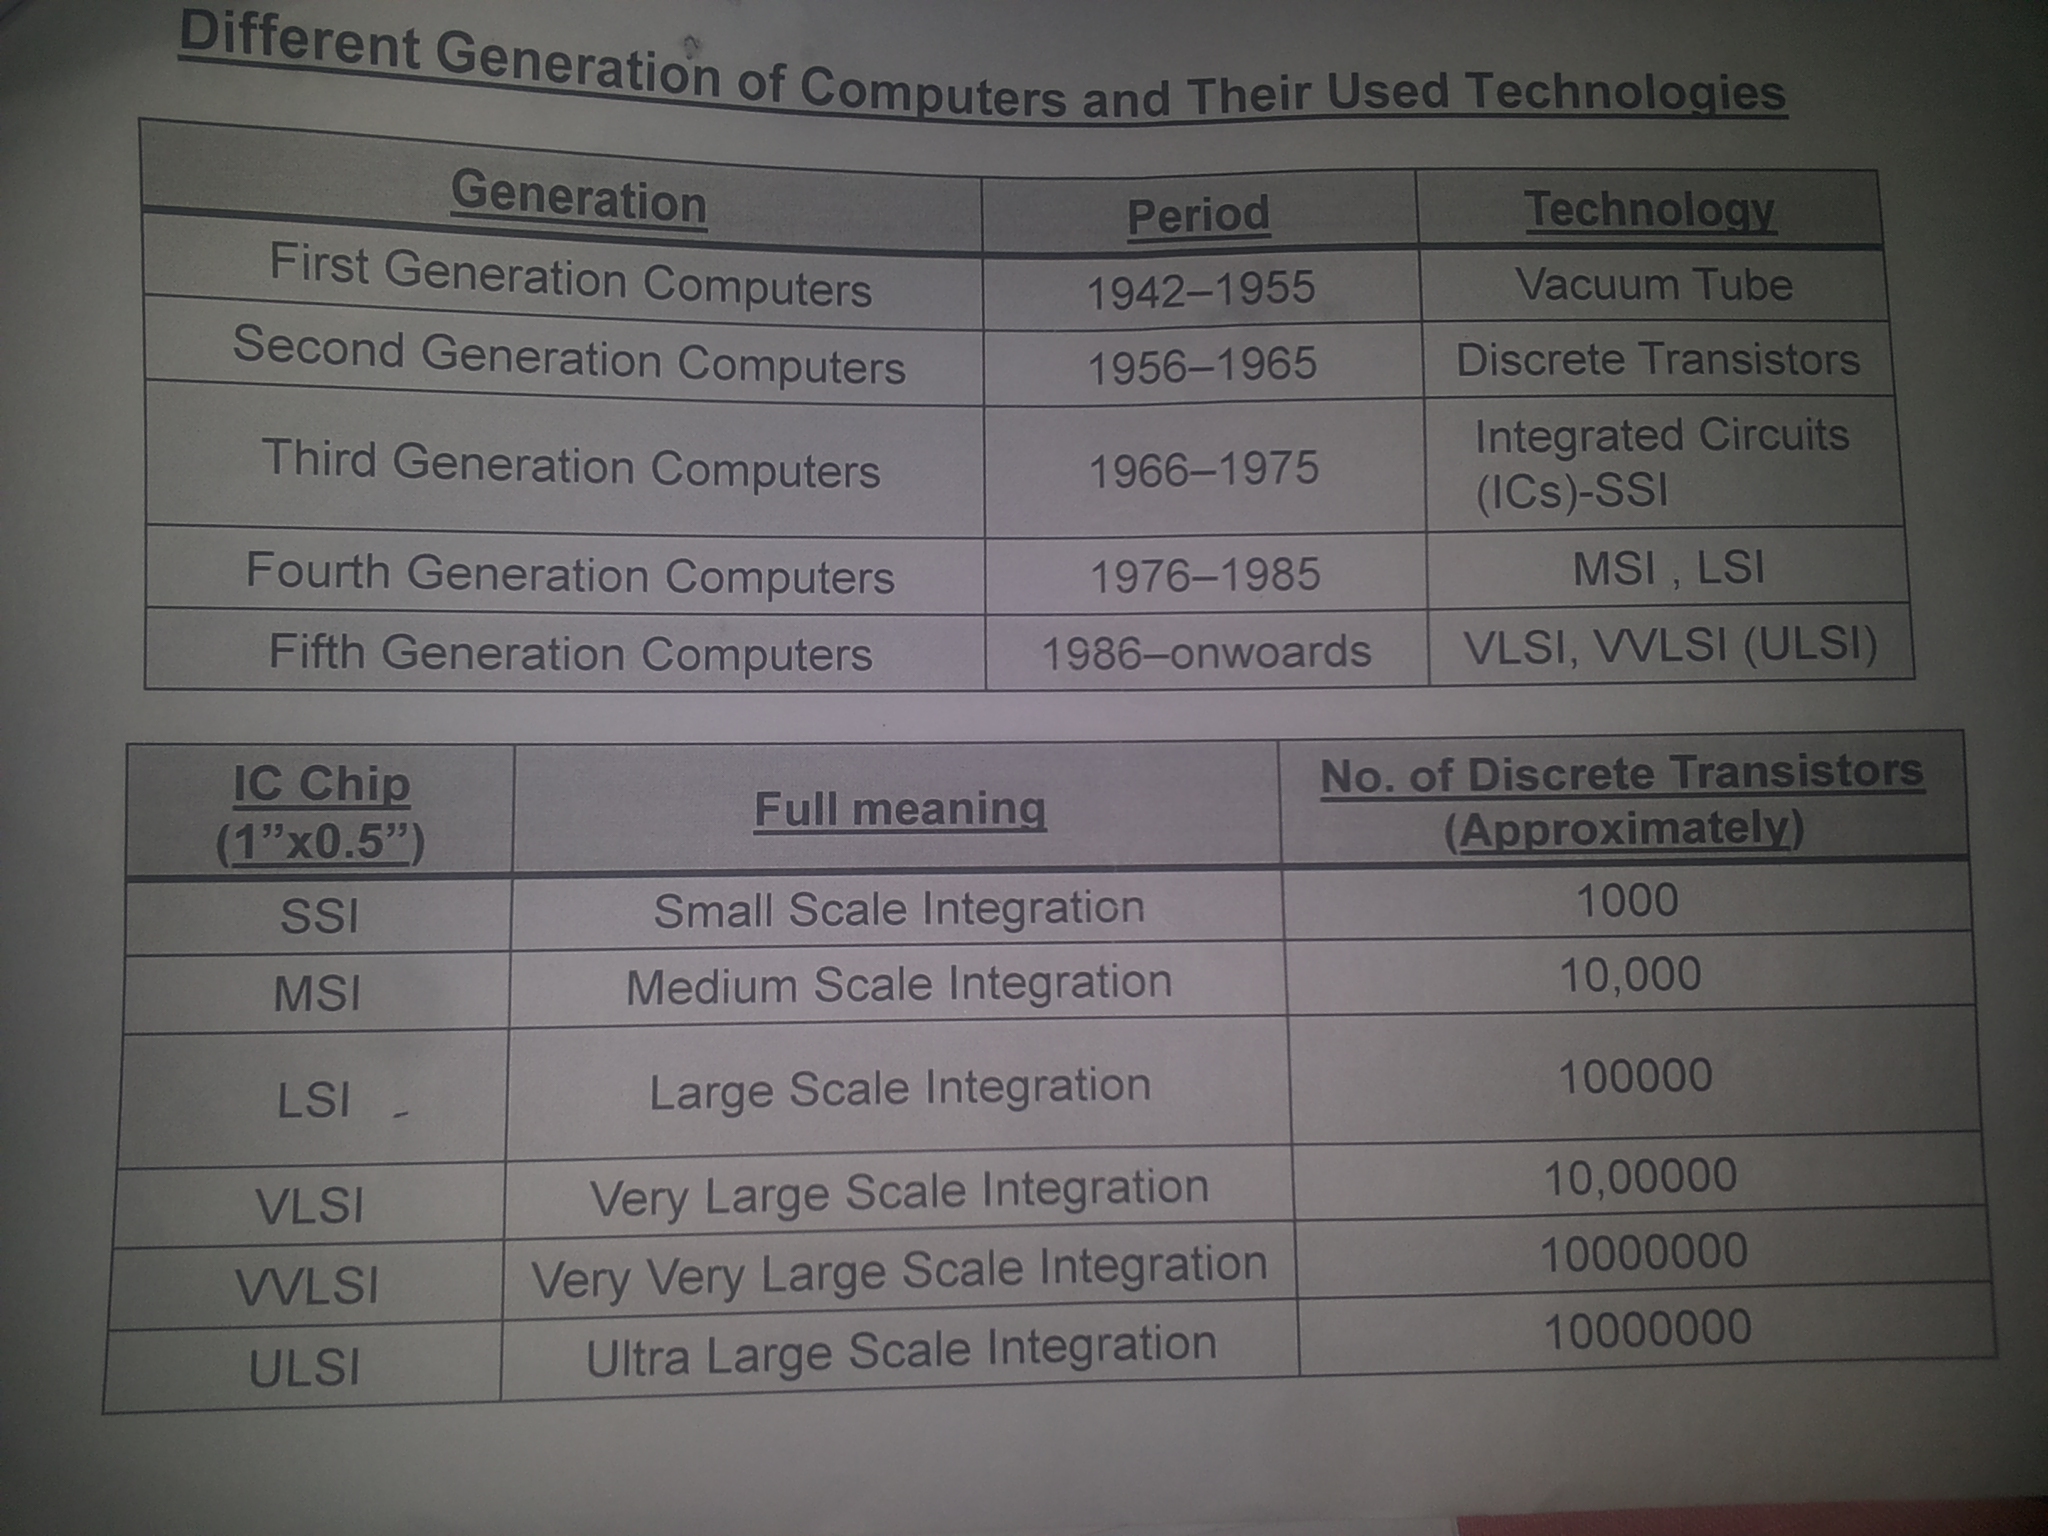 Different Generation of Computers and Their Used Technologies
Generation Period Technology
First Generation Computers 1942–1955 Vacuum Tube
Second Generation Computers 1956–1965 Discrete Transistors
Third Generation Computers 1966–1975 Integrated Circuits
(ICs)-SSI
Fourth Generation Computers 1976–1985 MSI , LSI
Fifth Generation Computers 1986–onwoards VLSI, VVLSI (ULSI)
IC Chip
(1”x0.5”)
Full meaning
No. of Discrete Transistors
(Approximately)
SSI Small Scale Integration 1000
MSI Medium Scale Integration 10,000
LSI Large Scale Integration 100000
VLSI Very Large Scale Integration 10,00000
VVLSI Very Very Large Scale Integration 10000000
ULSI Ultra Large Scale Integration 10000000